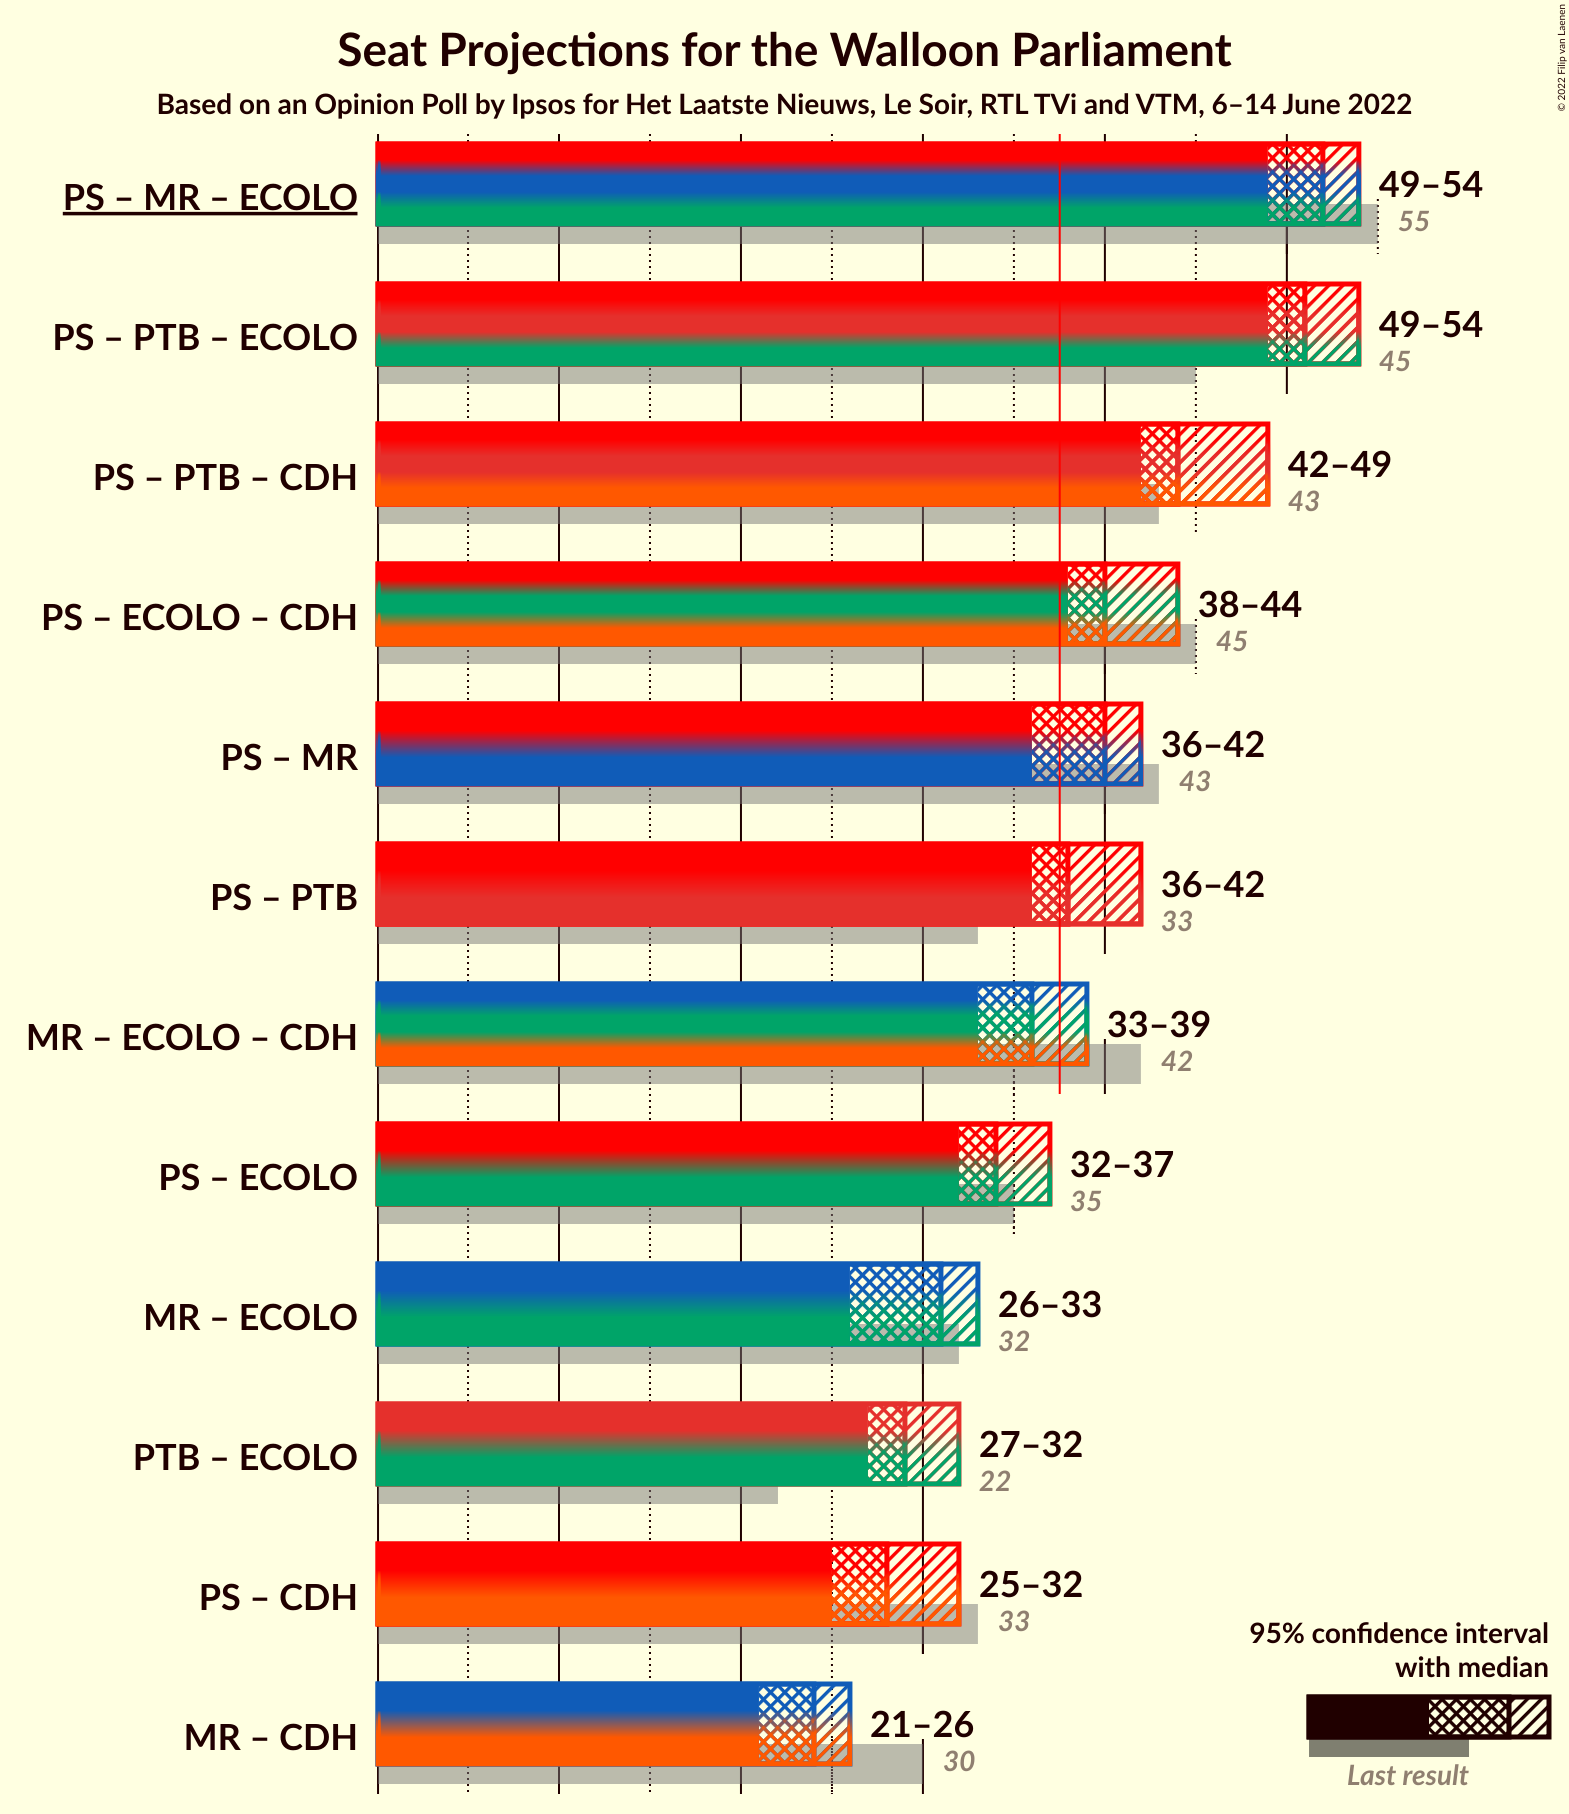 Seat Projections for the Walloon Parliament
Based on an Opinion Poll by Ipsos for Het Laatste Nieuws, Le Soir, RTL TVi and VTM, 6–14 June 2022
© 2022 Filip van Laenen
PS – MR – ECOLO
49–54
55
PS – PTB – ECOLO
49–54
45
PS – PTB – CDH
42–49
43
PS – ECOLO – CDH
38–44
45
PS – MR
36–42
43
PS – PTB
36–42
33
MR – ECOLO – CDH
33–39
42
PS – ECOLO
32–37
35
MR – ECOLO
26–33
32
PTB – ECOLO
27–32
22
PS – CDH
25–32
33
MR – CDH
21–26
30
95% confidence interval
with median
Last result